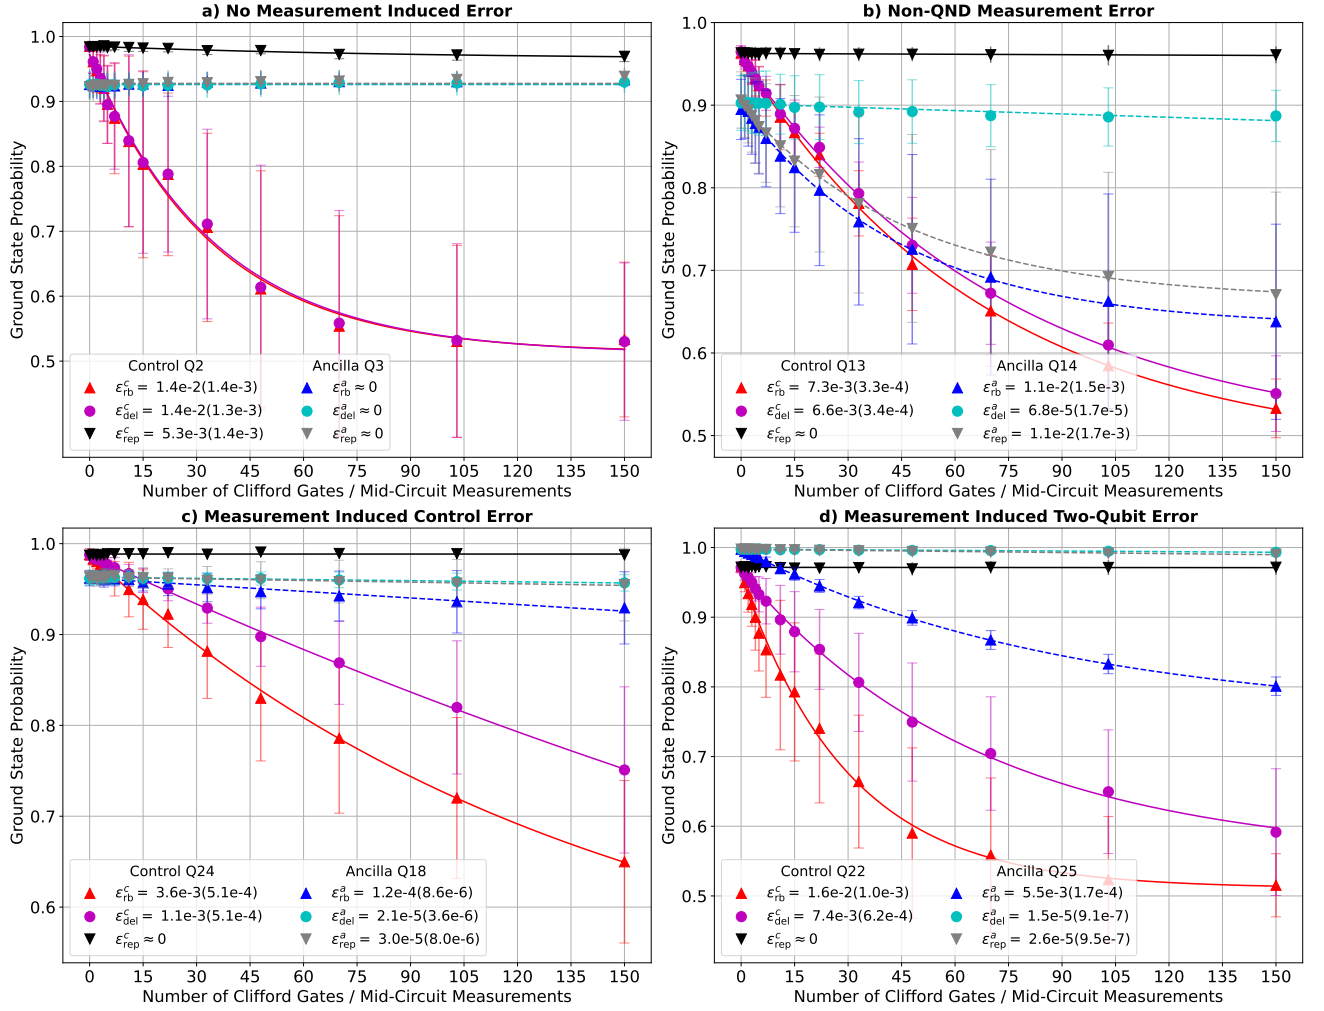 a) No Measurement Induced Error
Ground State Probability
1.0
0.9
0.8
0.7
0.6
0.5
Control Q2
ε^c_rb = 1.4e-2(1.4e-3)
ε^c_del = 1.4e-2(1.3e-3)
ε^c_rep = 5.3e-3(1.4e-3)
Ancilla Q3
ε^a_rb ≈ 0
ε^a_del ≈ 0
ε^a_rep ≈ 0
0 15 30 45 60 75 90 105 120 135 150
Number of Clifford Gates / Mid-Circuit Measurements
b) Non-QND Measurement Error
Ground State Probability
1.0
0.9
0.8
0.7
0.6
0.5
Control Q13
ε^c_rb = 7.3e-3(3.3e-4)
ε^c_del = 6.6e-3(3.4e-4)
ε^c_rep ≈ 0
Ancilla Q14
ε^a_rb = 1.1e-2(1.5e-3)
ε^a_del = 6.8e-5(1.7e-5)
ε^a_rep = 1.1e-2(1.7e-3)
0 15 30 45 60 75 90 105 120 135 150
Number of Clifford Gates / Mid-Circuit Measurements
c) Measurement Induced Control Error
Ground State Probability
1.0
0.9
0.8
0.7
0.6
Control Q24
ε^c_rb = 3.6e-3(5.1e-4)
ε^c_del = 1.1e-3(5.1e-4)
ε^c_rep ≈ 0
Ancilla Q18
ε^a_rb = 1.2e-4(8.6e-6)
ε^a_del = 2.1e-5(3.6e-6)
ε^a_rep = 3.0e-5(8.0e-6)
0 15 30 45 60 75 90 105 120 135 150
Number of Clifford Gates / Mid-Circuit Measurements
d) Measurement Induced Two-Qubit Error
Ground State Probability
1.0
0.9
0.8
0.7
0.6
0.5
Control Q22
ε^c_rb = 1.6e-2(1.0e-3)
ε^c_del = 7.4e-3(6.2e-4)
ε^c_rep ≈ 0
Ancilla Q25
ε^a_rb = 5.5e-3(1.7e-4)
ε^a_del = 1.5e-5(9.1e-7)
ε^a_rep = 2.6e-5(9.5e-7)
0 15 30 45 60 75 90 105 120 135 150
Number of Clifford Gates / Mid-Circuit Measurements